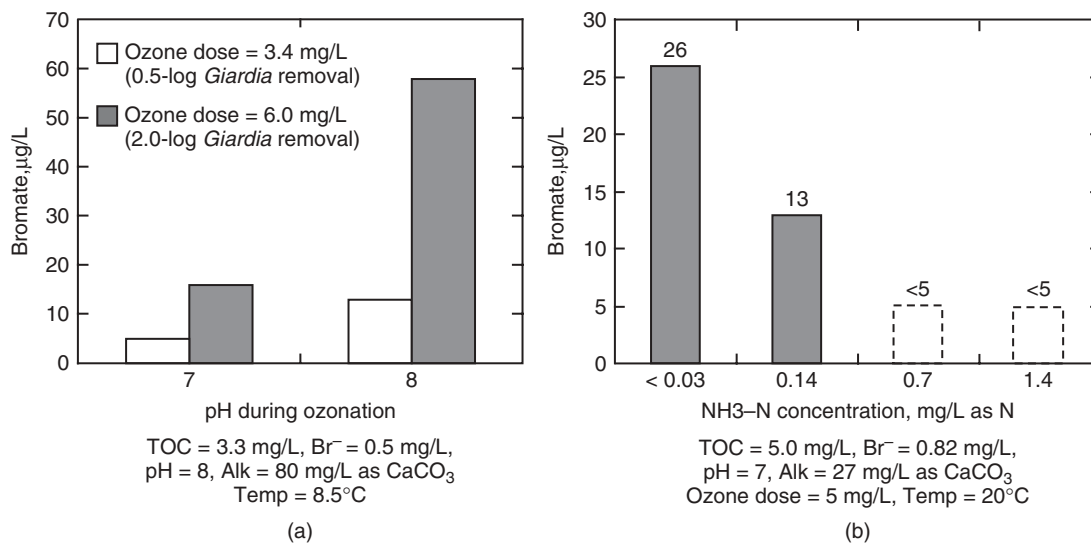 70
60
50
40
30
20
10
0
Bromate,µg/L
Ozone dose = 3.4 mg/L
(0.5-log Giardia removal)
Ozone dose = 6.0 mg/L
(2.0-log Giardia removal)
7
8
pH during ozonation
TOC = 3.3 mg/L, Br⁻ = 0.5 mg/L,
pH = 8, Alk = 80 mg/L as CaCO₃
Temp = 8.5°C
(a)
30
25
20
15
10
5
0
Bromate,µg/L
26
13
<5
<5
< 0.03
0.14
0.7
1.4
NH3–N concentration, mg/L as N
TOC = 5.0 mg/L, Br⁻ = 0.82 mg/L,
pH = 7, Alk = 27 mg/L as CaCO₃
Ozone dose = 5 mg/L, Temp = 20°C
(b)